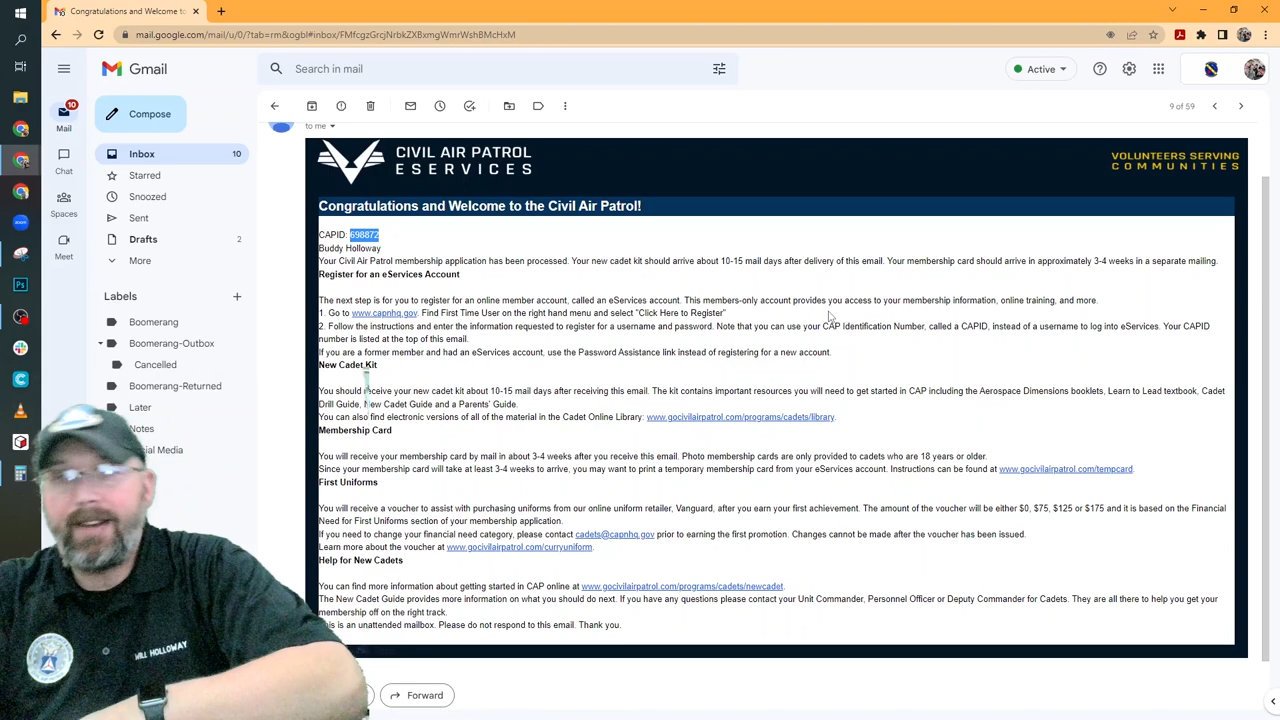 Congratulations and Welcome to
mail.google.com/mail/u/0/?tab=rm&ogbl#inbox/FMfcgzGrcjNrbkZXBxmgWmrWshBMcHxM
Gmail
Search in mail
Active
10
Mail
Compose
9 of 59
to me
Chat
Spaces
Meet
Inbox 10
Starred
Snoozed
Sent
Drafts 2
More
Labels
Boomerang
Boomerang-Outbox
Cancelled
Boomerang-Returned
Later
Notes
cial Media
CIVIL AIR PATROL
ESERVICES
VOLUNTEERS SERVING
COMMUNITIES
Congratulations and Welcome to the Civil Air Patrol!
CAPID: 698872
Buddy Holloway
Your Civil Air Patrol membership application has been processed. Your new cadet kit should arrive about 10-15 mail days after delivery of this email. Your membership card should arrive in approximately 3-4 weeks in a separate mailing.
Register for an eServices Account
The next step is for you to register for an online member account, called an eServices account. This members-only account provides you access to your membership information, online training, and more.
1. Go to www.capnhq.gov. Find First Time User on the right hand menu and select "Click Here to Register"
2. Follow the instructions and enter the information requested to register for a username and password. Note that you can use your CAP Identification Number, called a CAPID, instead of a username to log into eServices. Your CAPID
number is listed at the top of this email.
If you are a former member and had an eServices account, use the Password Assistance link instead of registering for a new account.
New Cadet Kit
You should receive your new cadet kit about 10-15 mail days after receiving this email. The kit contains important resources you will need to get started in CAP including the Aerospace Dimensions booklets, Learn to Lead textbook, Cadet
Drill Guide, New Cadet Guide and a Parents' Guide.
You can also find electronic versions of all of the material in the Cadet Online Library: www.gocivilairpatrol.com/programs/cadets/library.
Membership Card
You will receive your membership card by mail in about 3-4 weeks after you receive this email. Photo membership cards are only provided to cadets who are 18 years or older.
Since your membership card will take at least 3-4 weeks to arrive, you may want to print a temporary membership card from your eServices account. Instructions can be found at www.gocivilairpatrol.com/tempcard.
First Uniforms
You will receive a voucher to assist with purchasing uniforms from our online uniform retailer, Vanguard, after you earn your first achievement. The amount of the voucher will be either $0, $75, $125 or $175 and it is based on the Financial
Need for First Uniforms section of your membership application.
If you need to change your financial need category, please contact cadets@capnhq.gov prior to earning the first promotion. Changes cannot be made after the voucher has been issued.
Learn more about the voucher at www.gocivilairpatrol.com/curryuniform.
Help for New Cadets
You can find more information about getting started in CAP online at www.gocivilairpatrol.com/programs/cadets/newcadet.
The New Cadet Guide provides more information on what you should do next. If you have any questions please contact your Unit Commander, Personnel Officer or Deputy Commander for Cadets. They are all there to help you get your
membership off on the right track.
his is an unattended mailbox. Please do not respond to this email. Thank you.
Forward
zoom
Ps
WILL HOLLOWAY